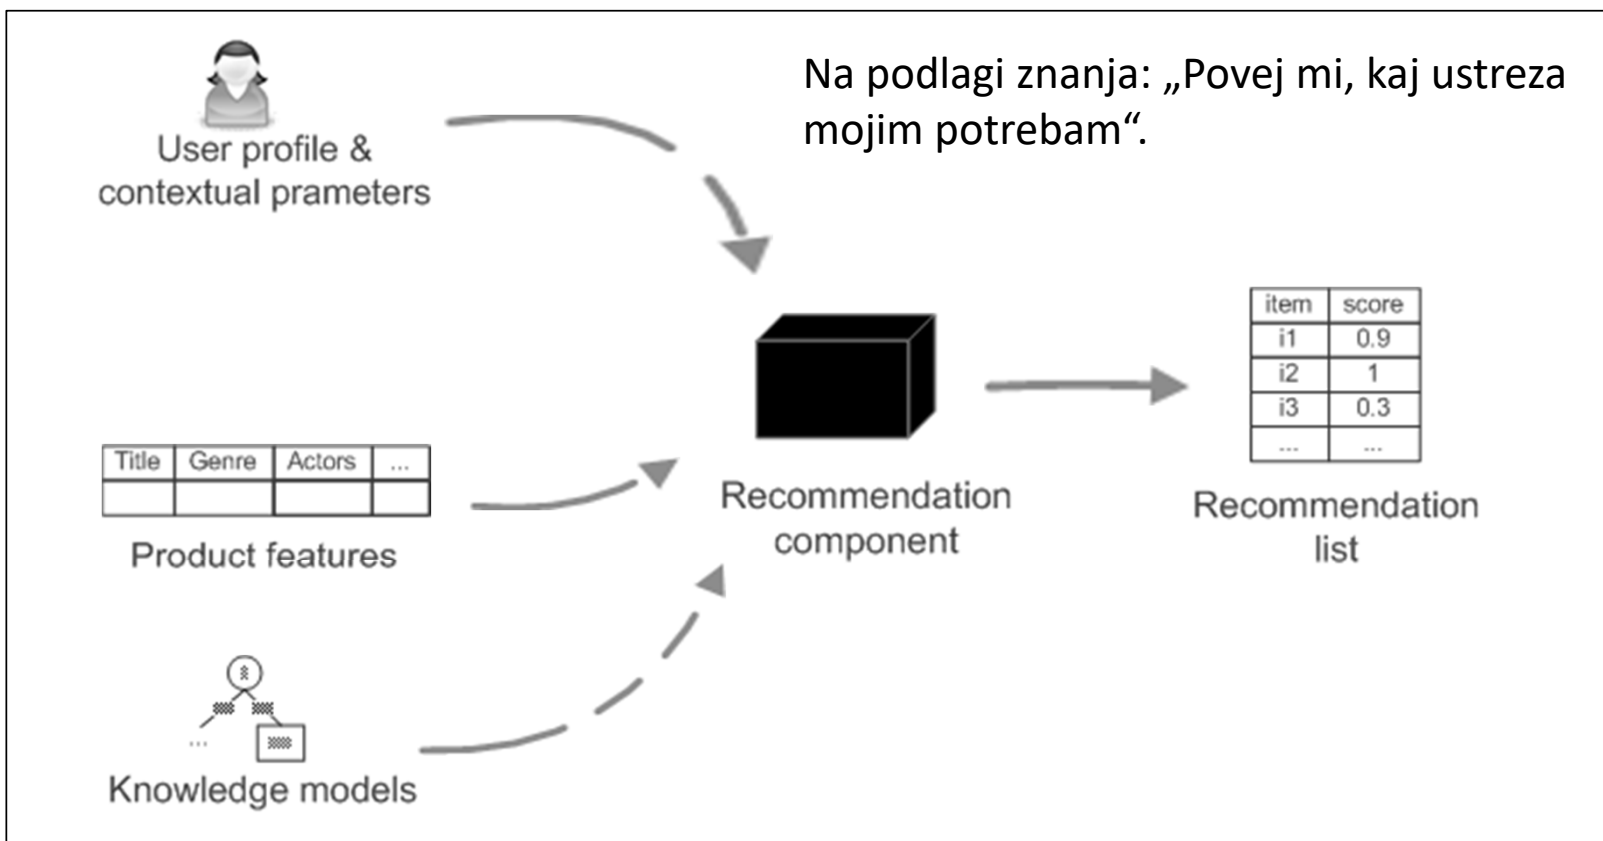 Na podlagi znanja: „Povej mi, kaj ustreza
mojim potrebam“.
User profile &
contextual prameters
Title Genre Actors ...
Product features
... 
Knowledge models
Recommendation
component
item score
i1 0.9
i2 1
i3 0.3
... ...
Recommendation
list